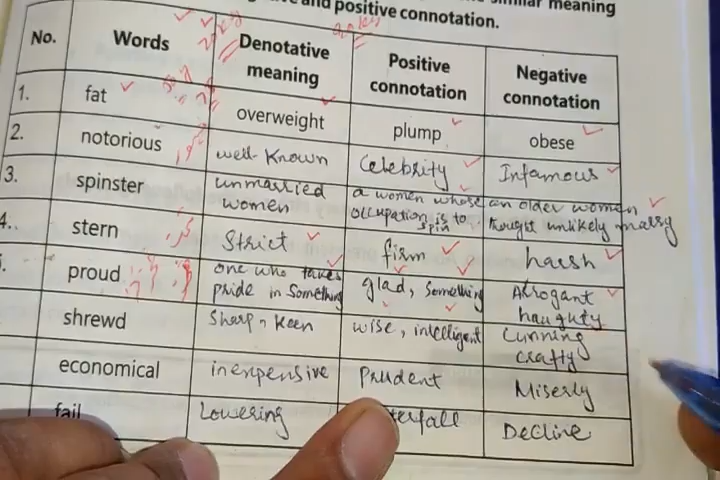 and positive connotation.
similar meaning
No. Words Denotative meaning Positive connotation Negative connotation
1. fat overweight plump obese
2. notorious well-known Celebrity Infamous
3. spinster unmarried women a women whose occupation is to spin an older women thought unlikely marry
4. stern Strict firm harsh
proud one who takes pride in Something glad, Something Arrogant haughty
shrewd Sharp, Keen wise, intelligent Cunning crafty
economical inexpensive Prudent Miserly
fail Lowering Decline